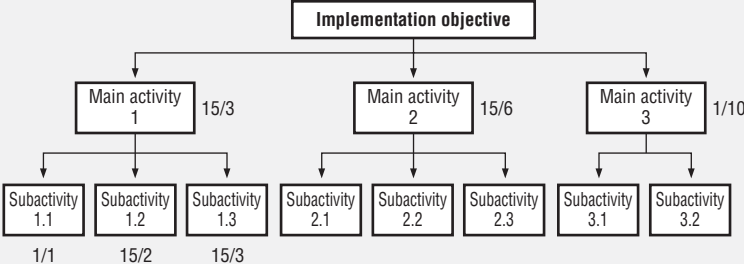 Implementation objective
Main activity
1
15/3
Main activity
2
15/6
Main activity
3
1/10
Subactivity
1.1
Subactivity
1.2
Subactivity
1.3
Subactivity
2.1
Subactivity
2.2
Subactivity
2.3
Subactivity
3.1
Subactivity
3.2
1/1
15/2
15/3